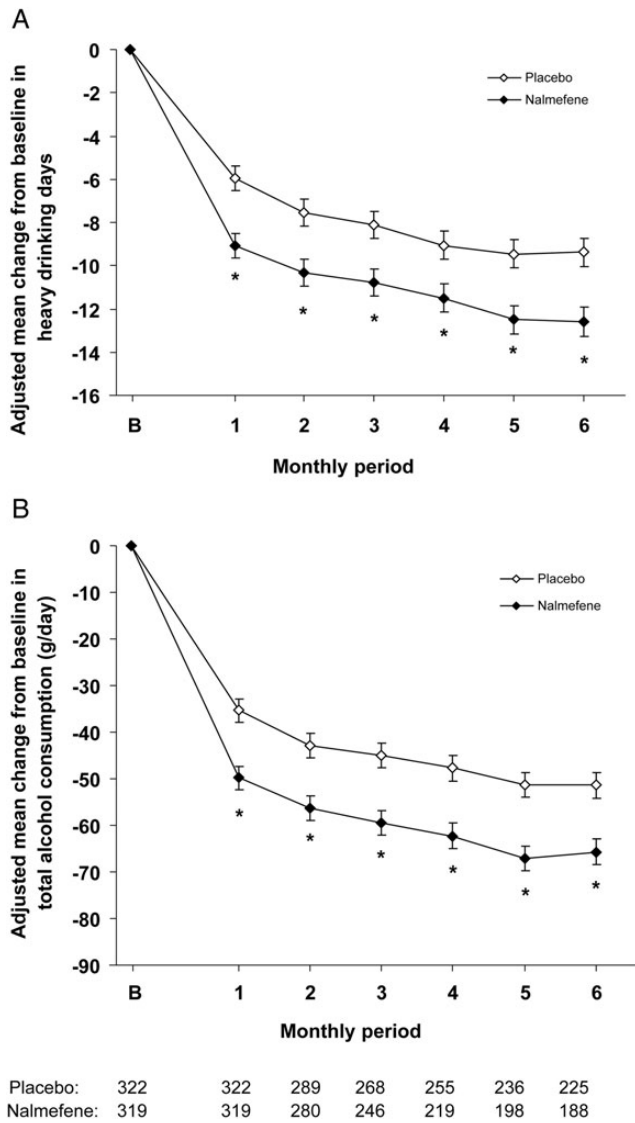 A
Adjusted mean change from baseline in
heavy drinking days
0
-2
-4
-6
-8
-10
-12
-14
-16
Placebo
Nalmefene
*
*
*
*
*
*
B 1 2 3 4 5 6
Monthly period
B
Adjusted mean change from baseline in
total alcohol consumption (g/day)
0
-10
-20
-30
-40
-50
-60
-70
-80
-90
Placebo
Nalmefene
*
*
*
*
*
*
B 1 2 3 4 5 6
Monthly period
Placebo: 322 322 289 268 255 236 225
Nalmefene: 319 319 280 246 219 198 188